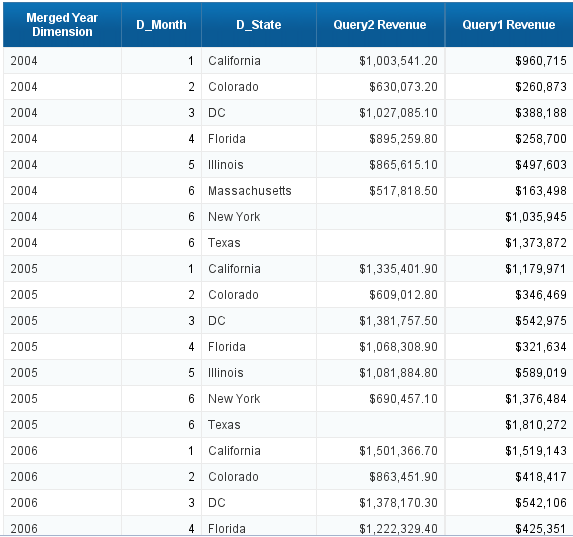 Merged Year Dimension D_Month D_State Query2 Revenue Query1 Revenue
2004 1 California $1,003,541.20 $960,715
2004 2 Colorado $630,073.20 $260,873
2004 3 DC $1,027,085.10 $388,188
2004 4 Florida $895,259.80 $258,700
2004 5 Illinois $865,615.10 $497,603
2004 6 Massachusetts $517,818.50 $163,498
2004 6 New York $1,035,945
2004 6 Texas $1,373,872
2005 1 California $1,335,401.90 $1,179,971
2005 2 Colorado $609,012.80 $346,469
2005 3 DC $1,381,757.50 $542,975
2005 4 Florida $1,068,308.90 $321,634
2005 5 Illinois $1,081,884.80 $589,019
2005 6 New York $690,457.10 $1,376,484
2005 6 Texas $1,810,272
2006 1 California $1,501,366.70 $1,519,143
2006 2 Colorado $863,451.90 $418,417
2006 3 DC $1,378,170.30 $542,106
2006 4 Florida $1,222,329.40 $425,351